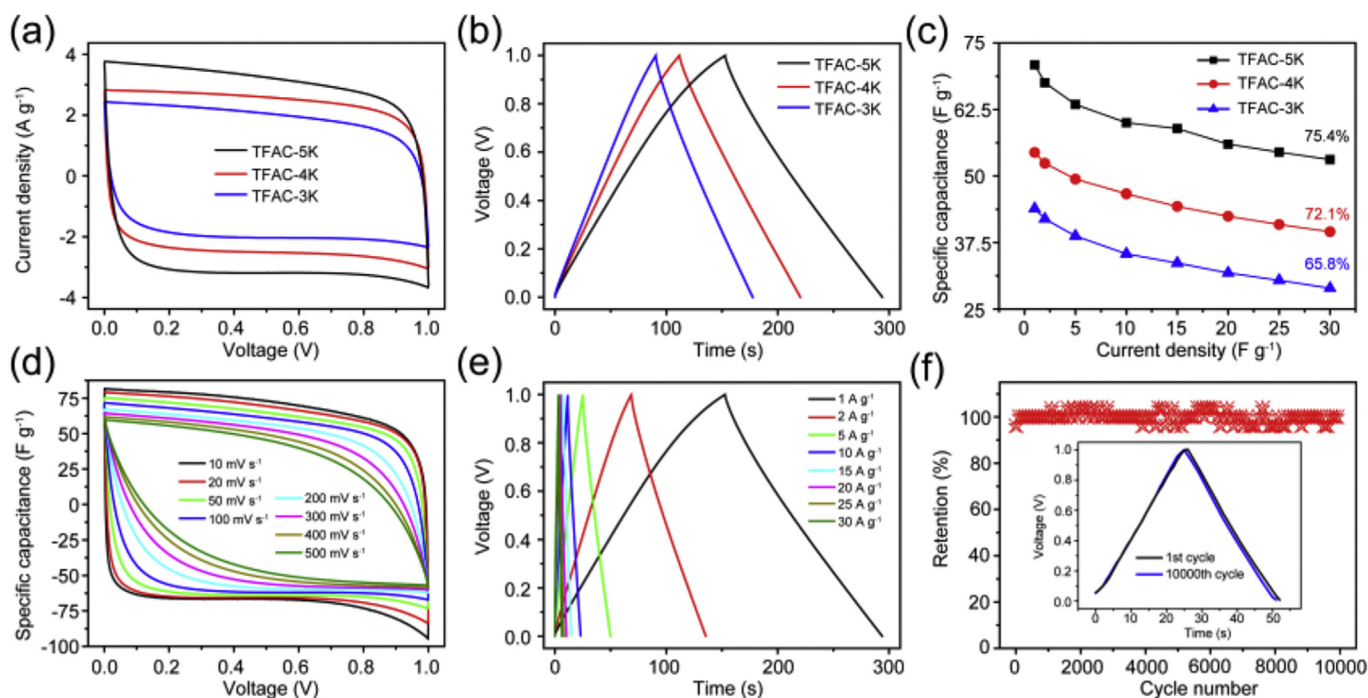 (a)
4
2
0
-2
-4
Current density (A g⁻¹)
TFAC-5K
TFAC-4K
TFAC-3K
0.0 0.2 0.4 0.6 0.8 1.0
Voltage (V)
(b)
1.0
0.8
0.6
0.4
0.2
0.0
Voltage (V)
TFAC-5K
TFAC-4K
TFAC-3K
0 100 200 300
Time (s)
(c)
75
62.5
50
37.5
25
Specific capacitance (F g⁻¹)
TFAC-5K
TFAC-4K
TFAC-3K
75.4%
72.1%
65.8%
0 5 10 15 20 25 30
Current density (F g⁻¹)
(d)
75
50
25
0
-25
-50
-75
-100
Specific capacitance (F g⁻¹)
10 mV s⁻¹
20 mV s⁻¹
50 mV s⁻¹
100 mV s⁻¹
200 mV s⁻¹
300 mV s⁻¹
400 mV s⁻¹
500 mV s⁻¹
0.0 0.2 0.4 0.6 0.8 1.0
Voltage (V)
(e)
1.0
0.8
0.6
0.4
0.2
0.0
Voltage (V)
1 A g⁻¹
2 A g⁻¹
5 A g⁻¹
10 A g⁻¹
15 A g⁻¹
20 A g⁻¹
25 A g⁻¹
30 A g⁻¹
0 100 200 300
Time (s)
(f)
120
100
80
60
40
20
0
Retention (%)
1.0
0.8
0.6
0.4
0.2
0.0
Voltage (V)
1st cycle
10000th cycle
0 10 20 30 40 50
Time (s)
0 2000 4000 6000 8000 10000
Cycle number